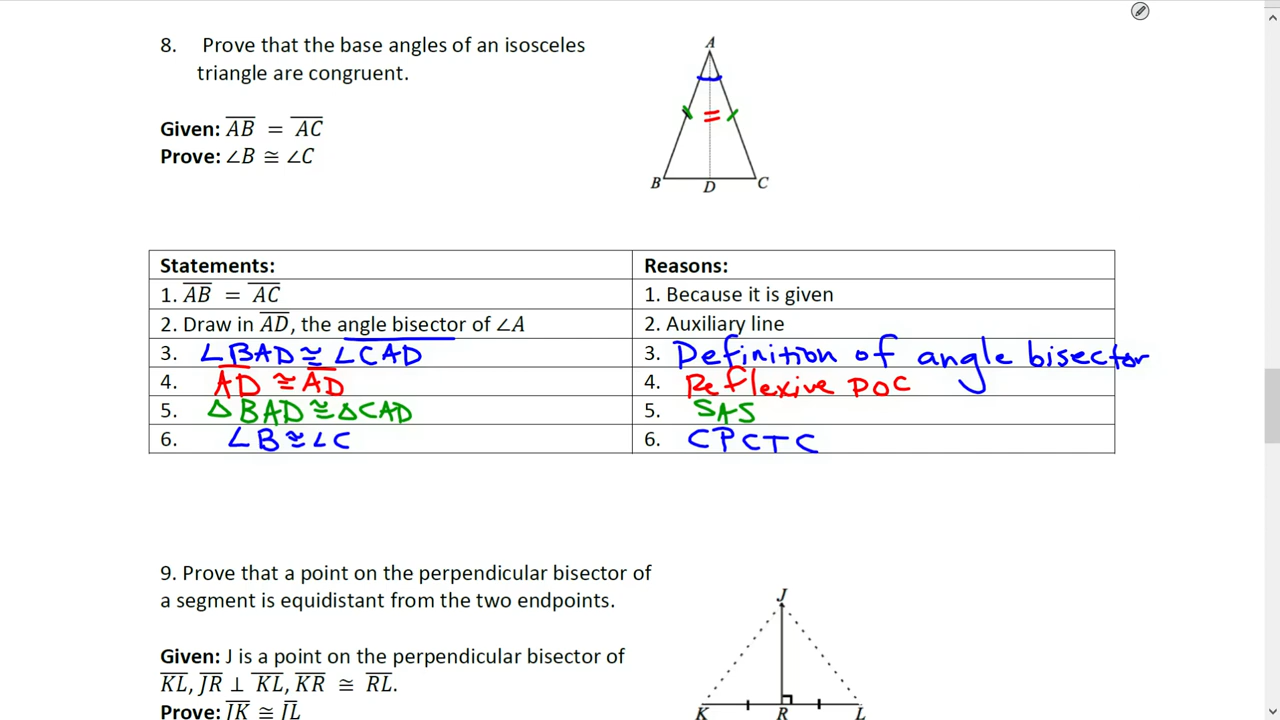 8. Prove that the base angles of an isosceles
triangle are congruent.
Given: AB = AC
Prove: ∠B ≅ ∠C
A
B
D
C
Statements:
Reasons:
1. AB = AC
1. Because it is given
2. Draw in AD, the angle bisector of ∠A
2. Auxiliary line
3. ∠BAD ≅ ∠CAD
3. Definition of angle bisector
4. AD ≅ AD
4. Reflexive POC
5. △BAD ≅ △CAD
5. SAS
6. ∠B ≅ ∠C
6. CPCTC
9. Prove that a point on the perpendicular bisector of
a segment is equidistant from the two endpoints.
Given: J is a point on the perpendicular bisector of
KL, JR ⊥ KL, KR ≅ RL.
Prove: JK ≅ JL
J
K
R
L